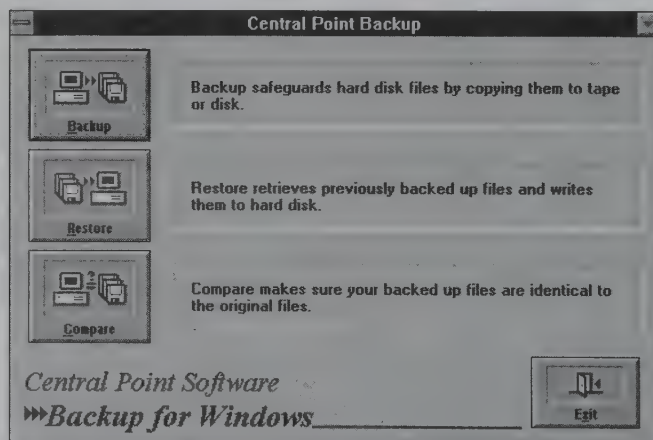 Central Point Backup
Backup
Backup safeguards hard disk files by copying them to tape
or disk.
Restore
Restore retrieves previously backed up files and writes
them to hard disk.
Compare
Compare makes sure your backed up files are identical to
the original files.
Central Point Software
Backup for Windows
Exit